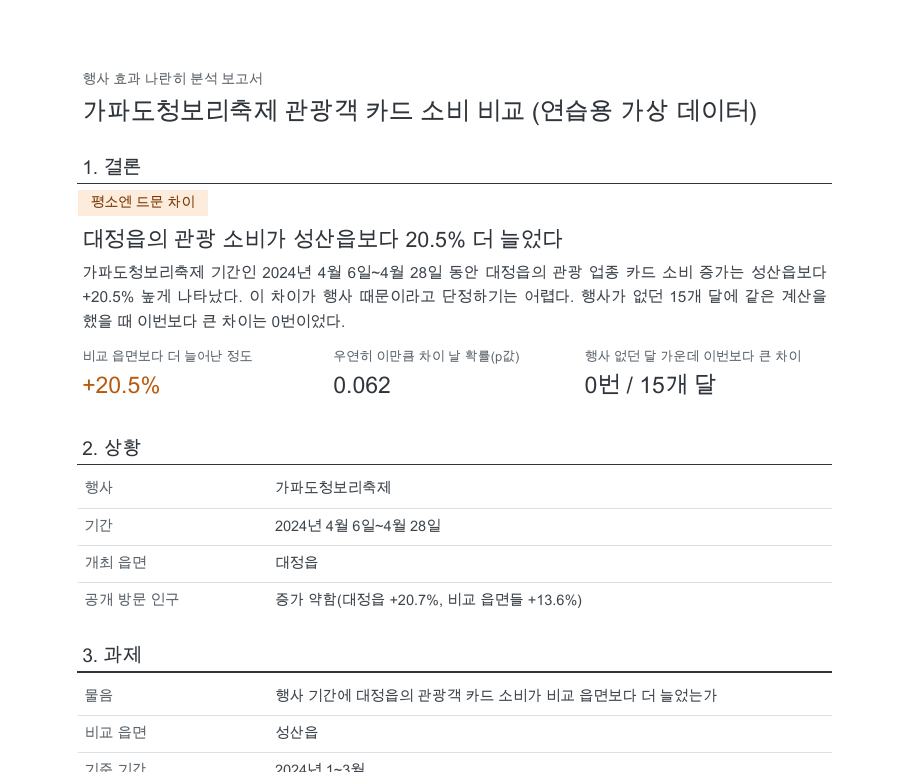 행사 효과 나란히 분석 보고서
가파도청보리축제 관광객 카드 소비 비교 (연습용 가상 데이터)
1. 결론
평소엔 드문 차이
대정읍의 관광 소비가 성산읍보다 20.5% 더 늘었다
가파도청보리축제 기간인 2024년 4월 6일~4월 28일 동안 대정읍의 관광 업종 카드 소비 증가는 성산읍보다
+20.5% 높게 나타났다. 이 차이가 행사 때문이라고 단정하기는 어렵다. 행사가 없던 15개 달에 같은 계산을
했을 때 이번보다 큰 차이는 0번이었다.
비교 읍면보다 더 늘어난 정도 우연히 이만큼 차이 날 확률(p값) 행사 없던 달 가운데 이번보다 큰 차이
+20.5% 0.062 0번 / 15개 달
2. 상황
행사 가파도청보리축제
기간 2024년 4월 6일~4월 28일
개최 읍면 대정읍
공개 방문 인구 증가 약함(대정읍 +20.7%, 비교 읍면들 +13.6%)
3. 과제
물음 행사 기간에 대정읍의 관광객 카드 소비가 비교 읍면보다 더 늘었는가
비교 읍면 성산읍
기준 기간 2024년 1~3월